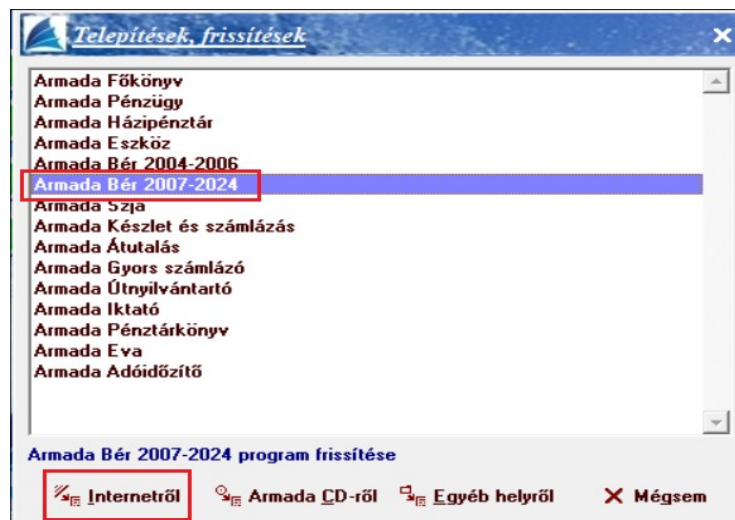 Telepítések, frissítések
Armada Főkönyv
Armada Pénzügy
Armada Házipénztár
Armada Eszköz
Armada Bér 2004-2006
Armada Bér 2007-2024
Armada Szja
Armada Készlet és számlázás
Armada Átutalás
Armada Gyors számlázó
Armada Útnyilvántartó
Armada Iktató
Armada Pénztárkönyv
Armada Eva
Armada Adóidőzítő
Armada Bér 2007-2024 program frissítése
Internetről Armada CD-ről Egyéb helyről Mégsem